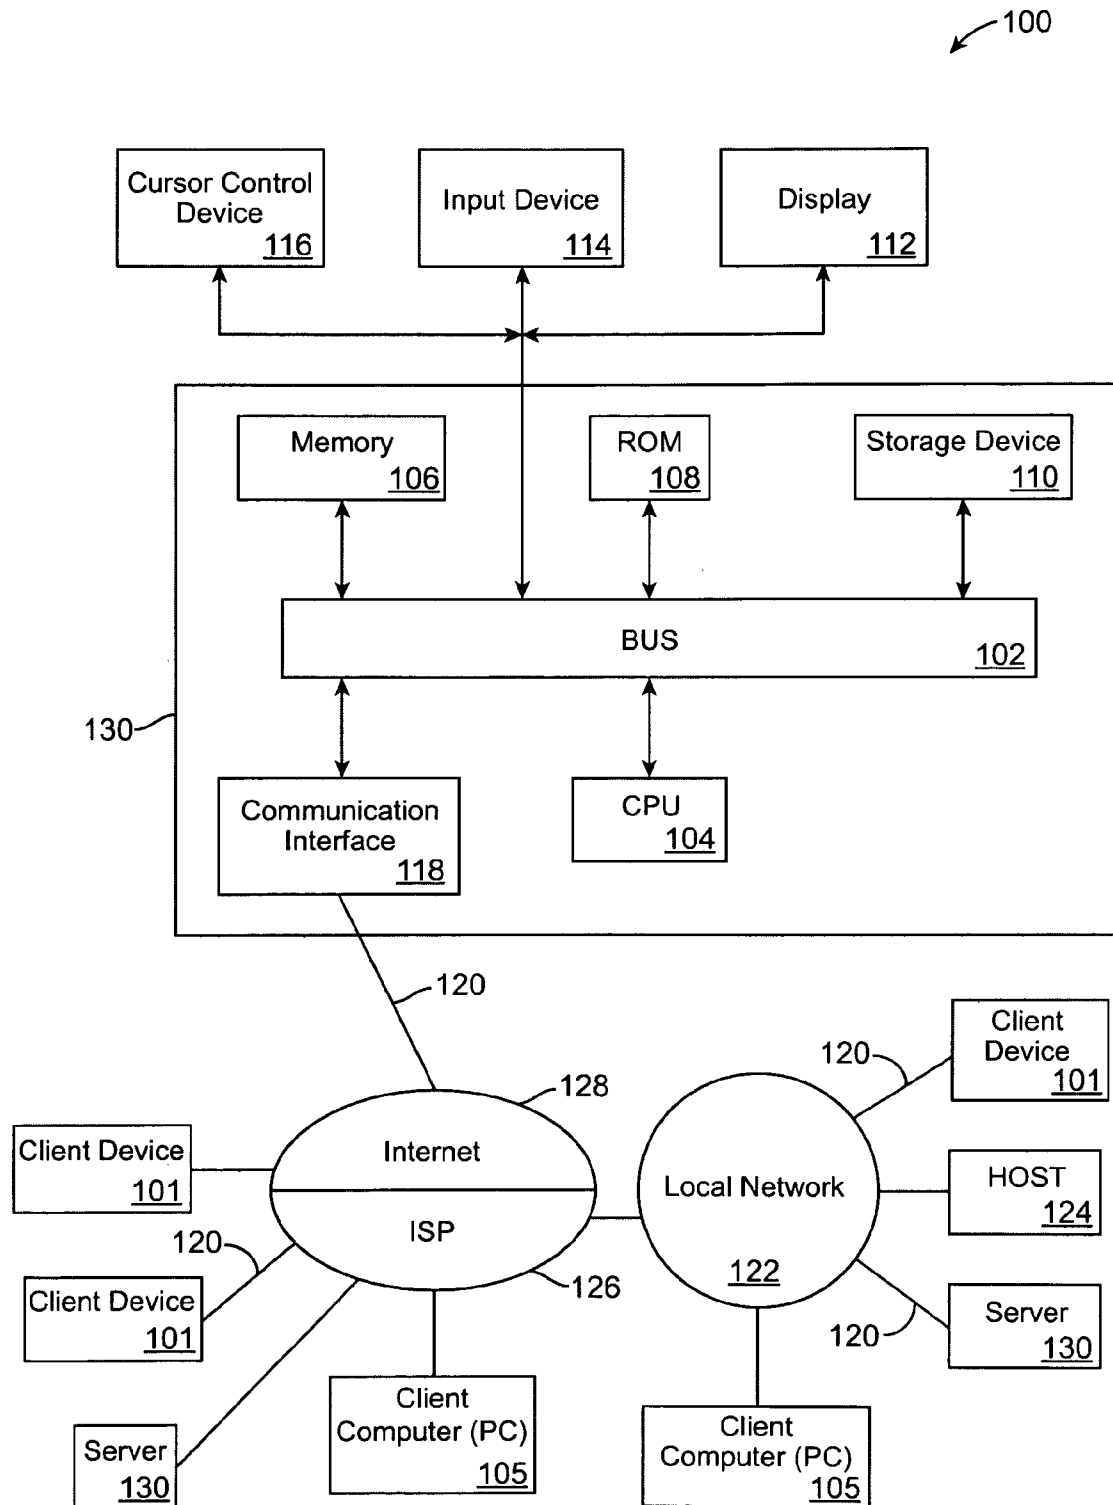 100
Cursor Control
Device
116
Input Device
114
Display
112
Memory
106
ROM
108
Storage Device
110
BUS
102
130
Communication
Interface
118
CPU
104
120
128
Internet
ISP
126
Client Device
101
120
Client Device
101
Server
130
Client
Computer (PC)
105
Local Network
122
120
Client
Device
101
HOST
124
120
Server
130
Client
Computer (PC)
105